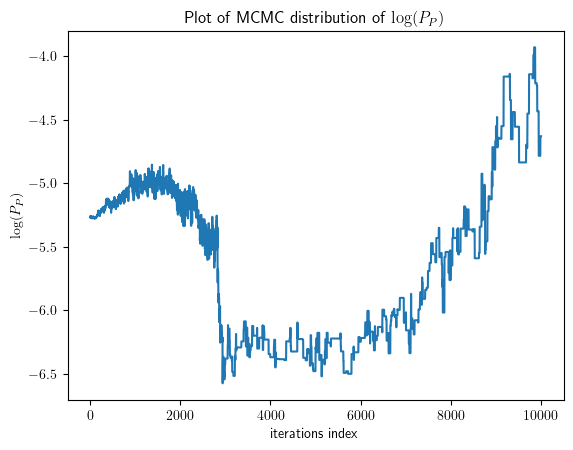 Plot of MCMC distribution of log(P_P)
log(P_P)
−4.0
−4.5
−5.0
−5.5
−6.0
−6.5
0 2000 4000 6000 8000 10000
iterations index